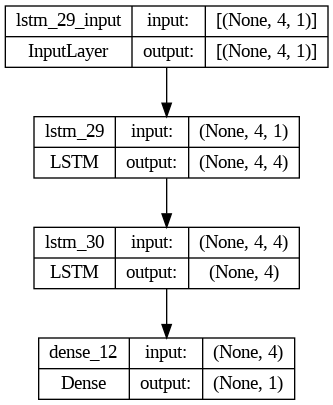 lstm_29_input input: [(None, 4, 1)]
InputLayer output: [(None, 4, 1)]
lstm_29 input: (None, 4, 1)
LSTM output: (None, 4, 4)
lstm_30 input: (None, 4, 4)
LSTM output: (None, 4)
dense_12 input: (None, 4)
Dense output: (None, 1)